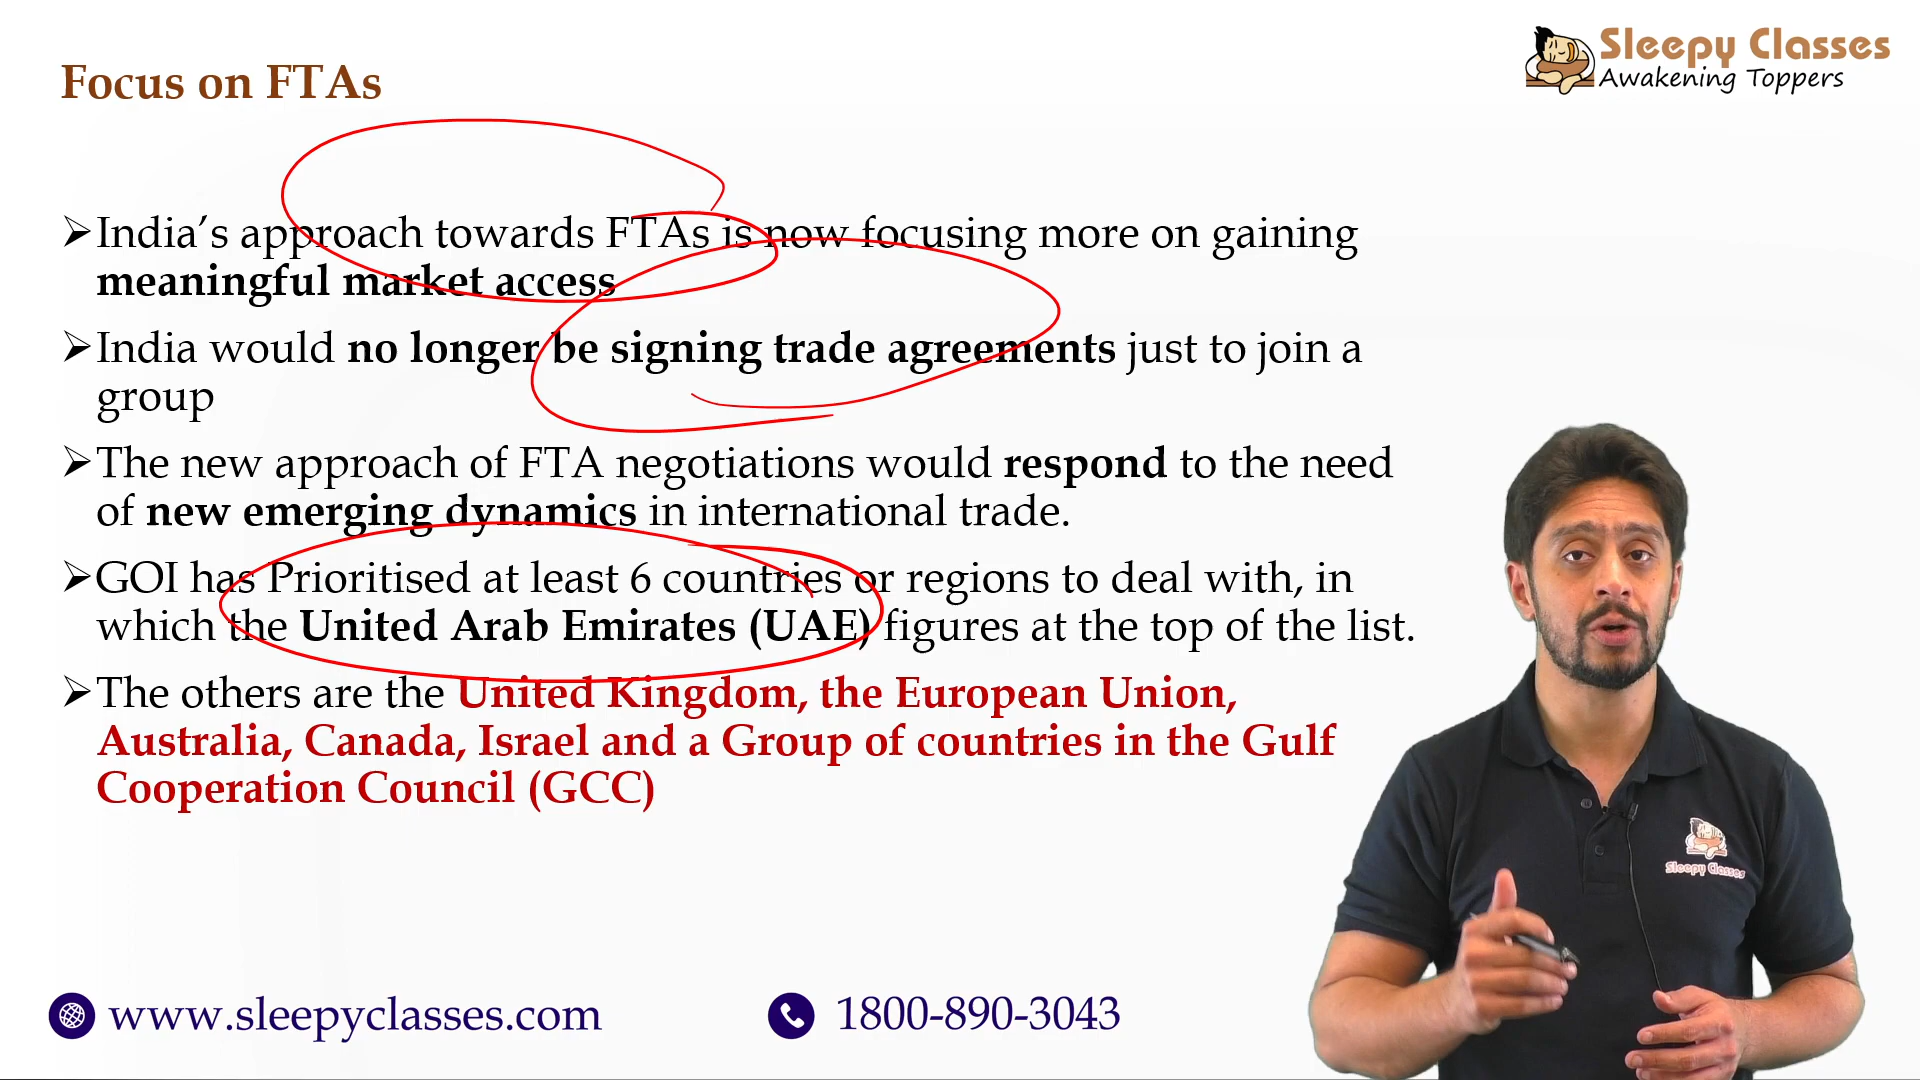 Sleepy Classes
Awakening Toppers
Focus on FTAs
➢India’s approach towards FTAs is now focusing more on gaining
meaningful market access
➢India would no longer be signing trade agreements just to join a
group
➢The new approach of FTA negotiations would respond to the need
of new emerging dynamics in international trade.
➢GOI has Prioritised at least 6 countries or regions to deal with, in
which the United Arab Emirates (UAE) figures at the top of the list.
➢The others are the United Kingdom, the European Union,
Australia, Canada, Israel and a Group of countries in the Gulf
Cooperation Council (GCC)
Sleepy Classes
www.sleepyclasses.com
1800-890-3043